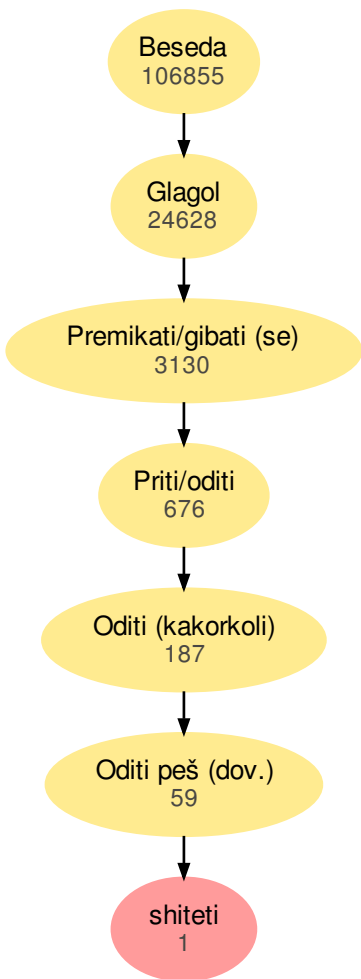 Beseda
106855
Glagol
24628
Premikati/gibati (se)
3130
Priti/oditi
676
Oditi (kakorkoli)
187
Oditi peš (dov.)
59
shiteti
1